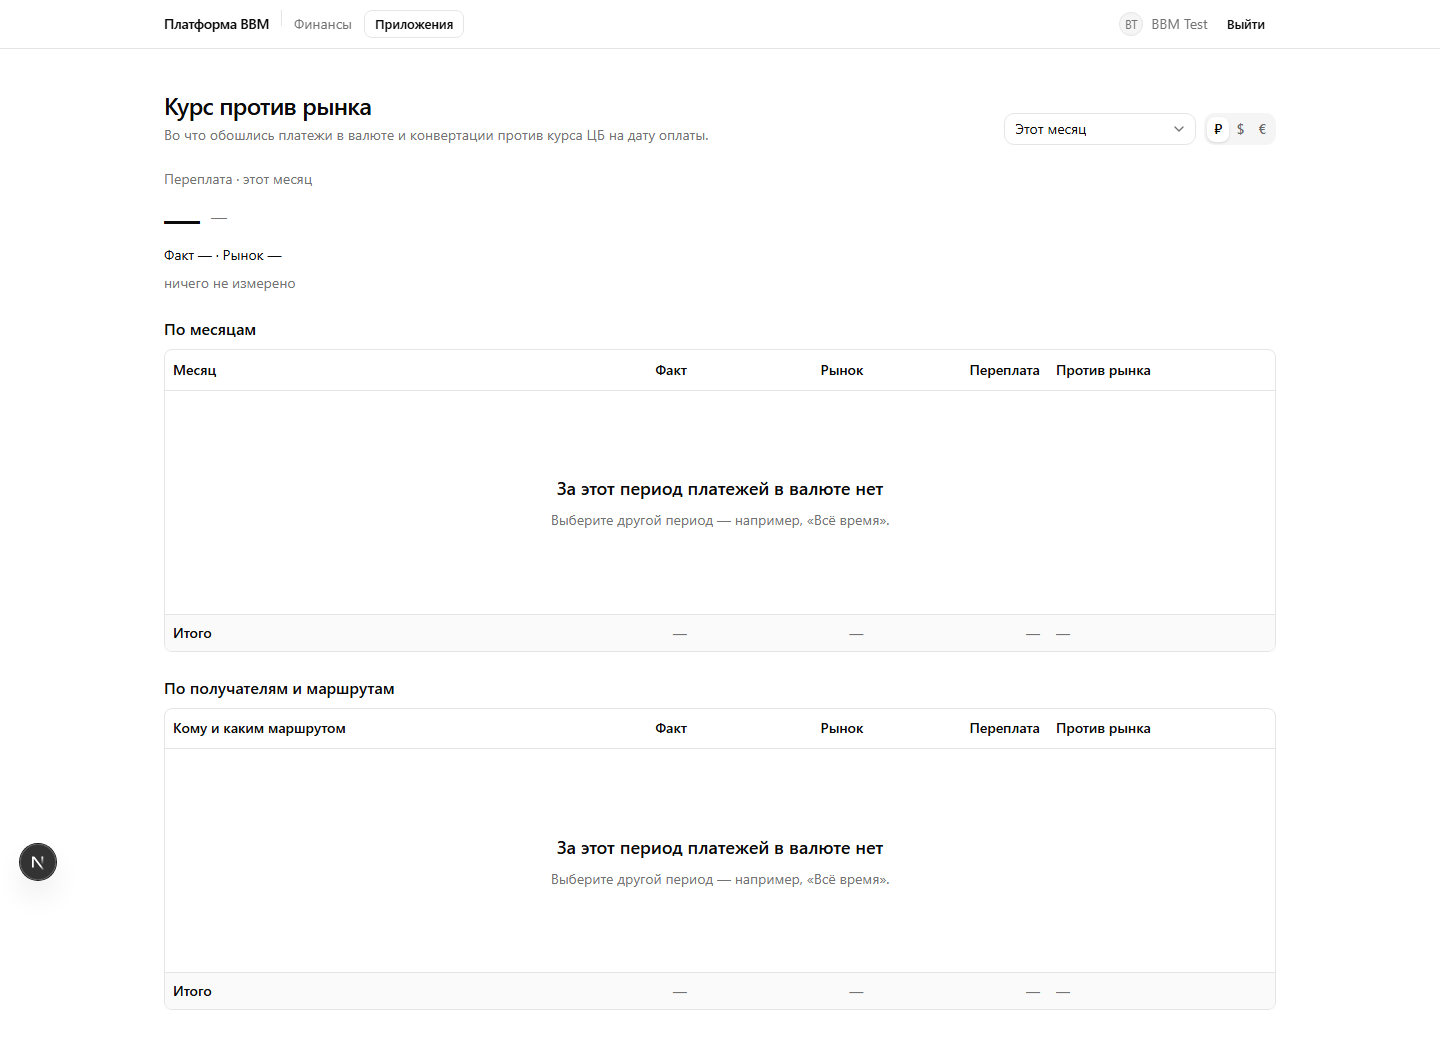 Платформа BBM Финансы Приложения BT BBM Test Выйти
Курс против рынка
Во что обошлись платежи в валюте и конвертации против курса ЦБ на дату оплаты.
Этот месяц ₽ $ €
Переплата · этот месяц
— —
Факт — · Рынок —
ничего не измерено
По месяцам
Месяц Факт Рынок Переплата Против рынка
За этот период платежей в валюте нет
Выберите другой период — например, «Всё время».
Итого — — — —
По получателям и маршрутам
Кому и каким маршрутом Факт Рынок Переплата Против рынка
За этот период платежей в валюте нет
Выберите другой период — например, «Всё время».
N
Итого — — — —